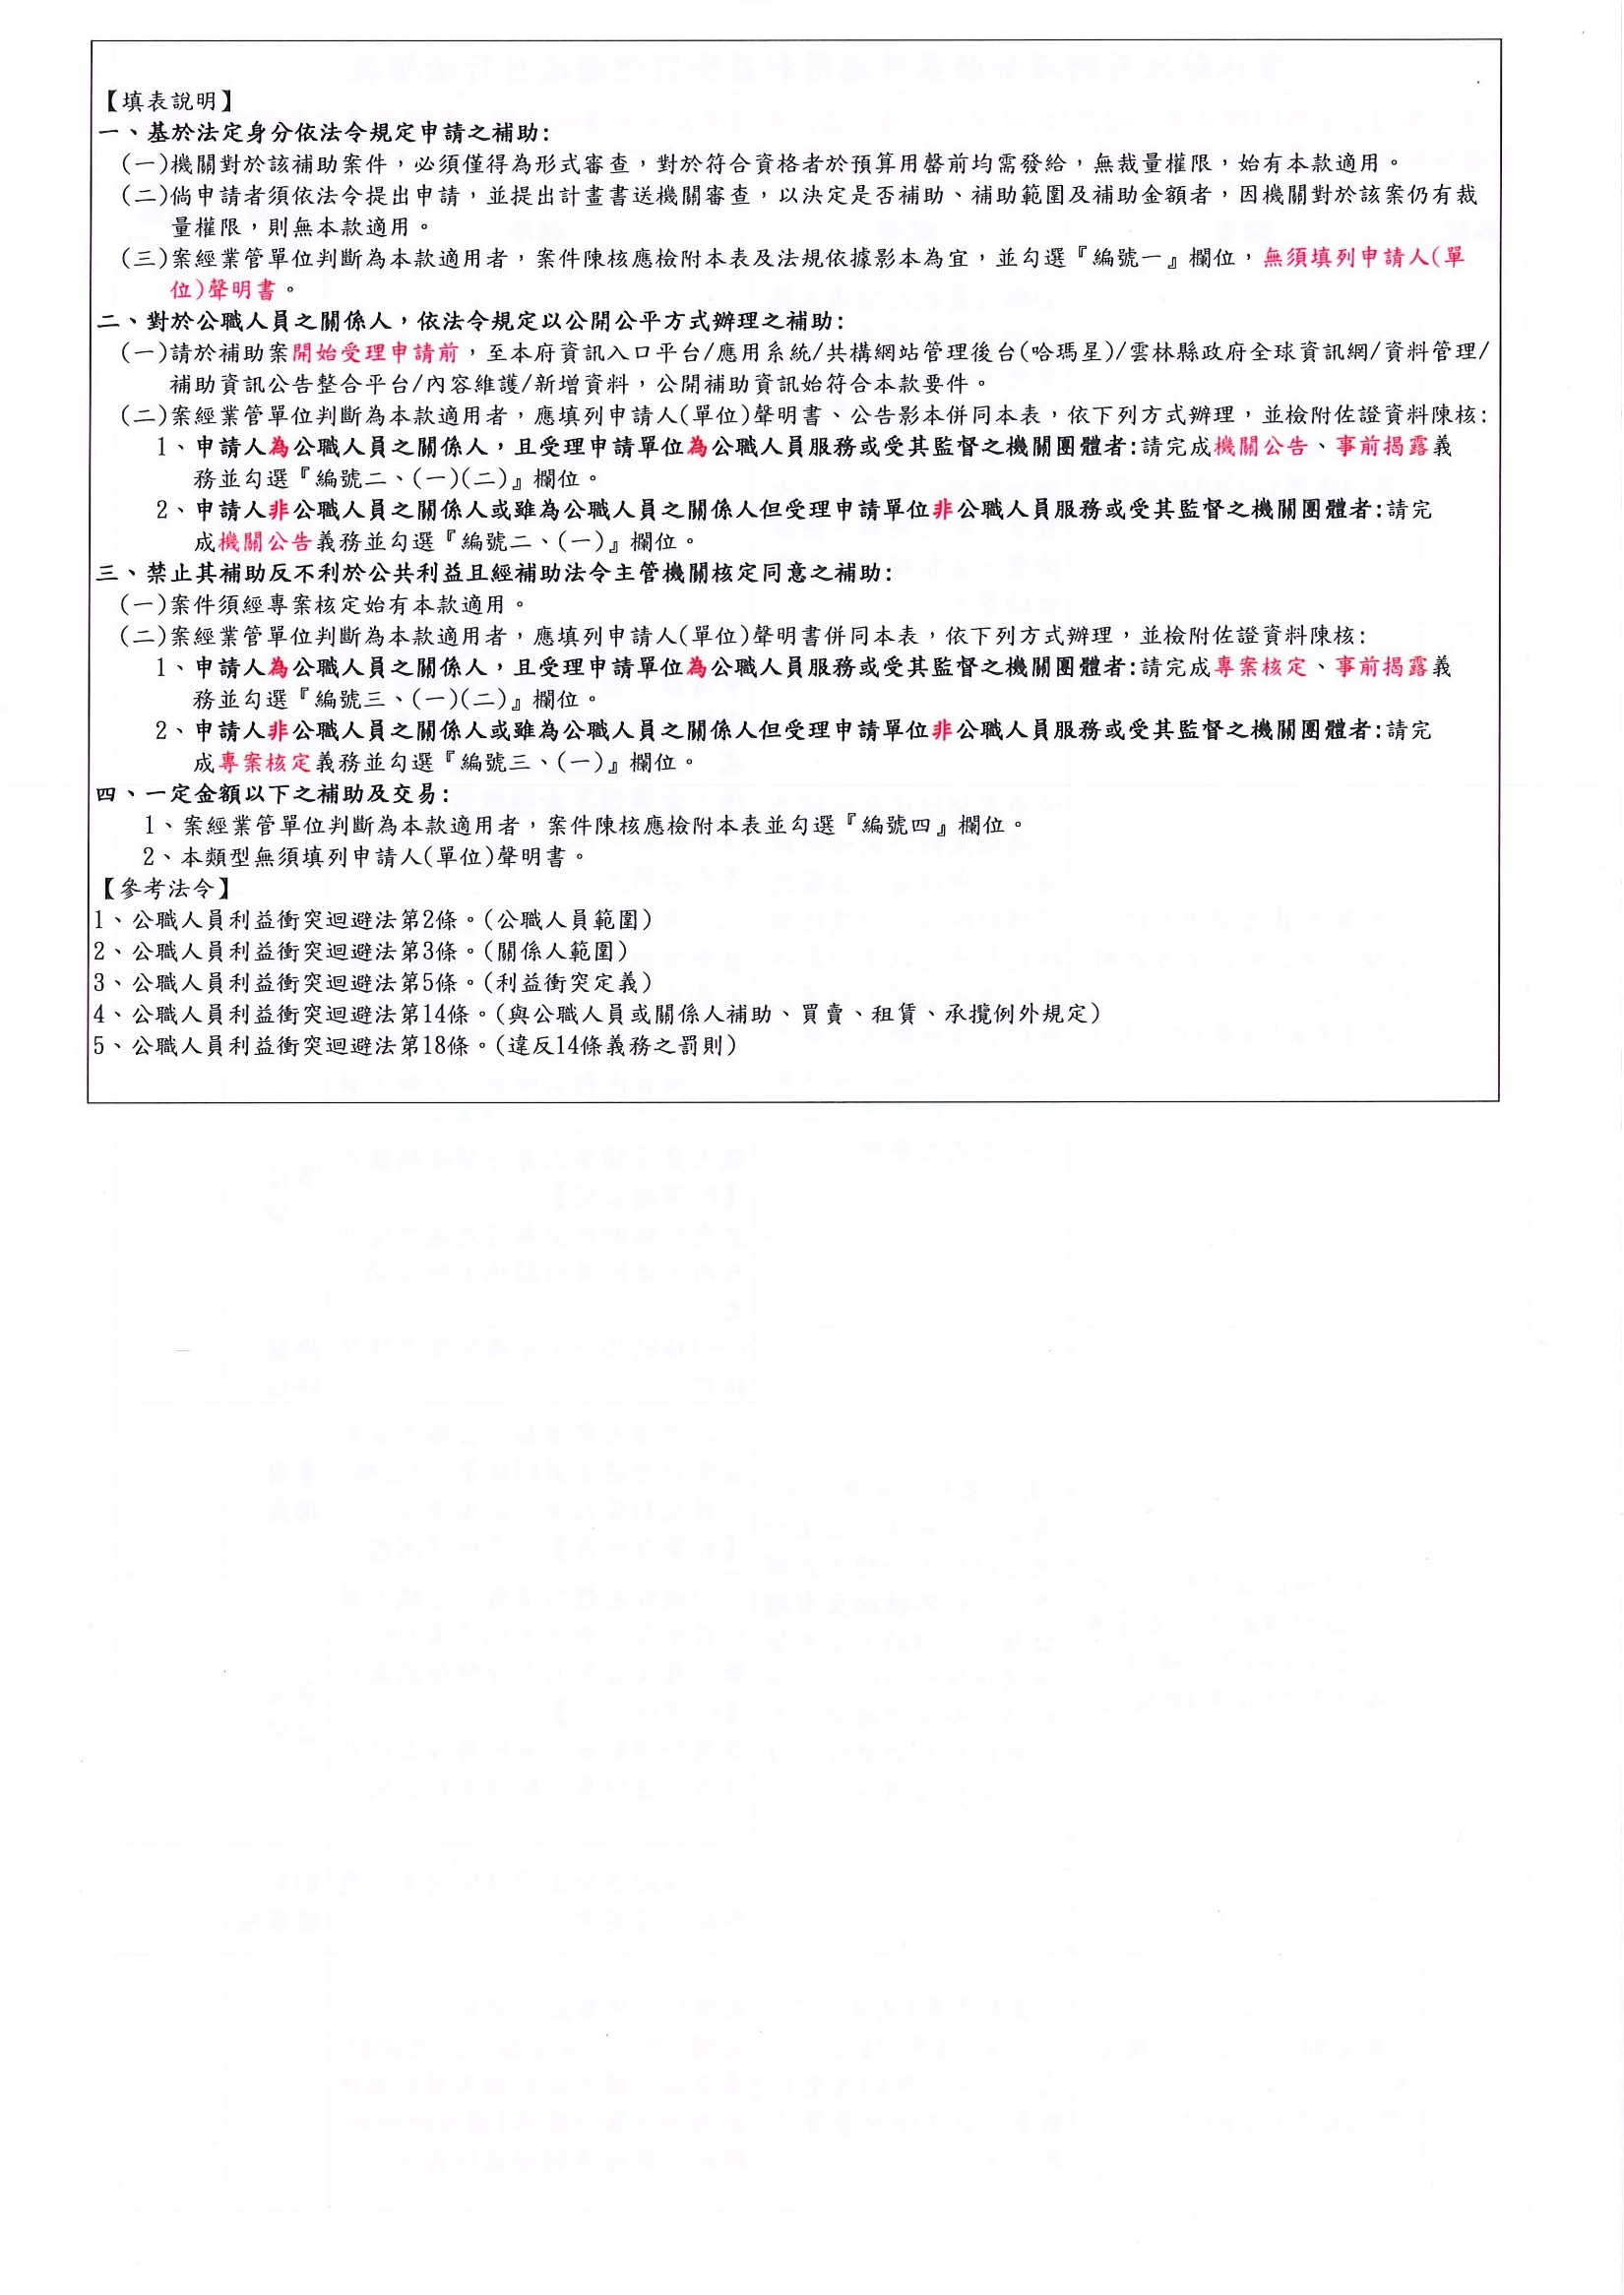 【填表說明】
一、基於法定身分依法令規定申請之補助:
(一)機關對於該補助案件，必須僅得為形式審查，對於符合資格者於預算用罄前均需發給，無裁量權限，始有本款適用。
(二)倘申請者須依法令提出申請，並提出計畫書送機關審查，以決定是否補助、補助範圍及補助金額者，因機關對於該案仍有裁
量權限，則無本款適用。
(三)案經業管單位判斷為本款適用者，案件陳核應檢附本表及法規依據影本為宜，並勾選『編號一』欄位，無須填列申請人(單
位)聲明書。
二、對於公職人員之關係人，依法令規定以公開公平方式辦理之補助:
(一)請於補助案開始受理申請前，至本府資訊入口平台/應用系統/共構網站管理後台(哈瑪星)/雲林縣政府全球資訊網/資料管理/
補助資訊公告整合平台/內容維護/新增資料，公開補助資訊始符合本款要件。
(二)案經業管單位判斷為本款適用者，應填列申請人(單位)聲明書、公告影本併同本表，依下列方式辦理，並檢附佐證資料陳核:
1、申請人為公職人員之關係人，且受理申請單位為公職人員服務或受其監督之機關團體者:請完成機關公告、事前揭露義
務並勾選『編號二、(一)(二)』欄位。
2、申請人非公職人員之關係人或雖為公職人員之關係人但受理申請單位非公職人員服務或受其監督之機關團體者:請完
成機關公告義務並勾選『編號二、(一)』欄位。
三、禁止其補助反不利於公共利益且經補助法令主管機關核定同意之補助:
(一)案件須經專案核定始有本款適用。
(二)案經業管單位判斷為本款適用者，應填列申請人(單位)聲明書併同本表，依下列方式辦理，並檢附佐證資料陳核:
1、申請人為公職人員之關係人，且受理申請單位為公職人員服務或受其監督之機關團體者:請完成專案核定、事前揭露義
務並勾選『編號三、(一)(二)』欄位。
2、申請人非公職人員之關係人或雖為公職人員之關係人但受理申請單位非公職人員服務或受其監督之機關團體者:請完
成專案核定義務並勾選『編號三、(一)』欄位。
四、一定金額以下之補助及交易:
1、案經業管單位判斷為本款適用者，案件陳核應檢附本表並勾選『編號四』欄位。
2、本類型無須填列申請人(單位)聲明書。
【參考法令】
1、公職人員利益衝突迴避法第2條。(公職人員範圍)
2、公職人員利益衝突迴避法第3條。(關係人範圍)
3、公職人員利益衝突迴避法第5條。(利益衝突定義)
4、公職人員利益衝突迴避法第14條。(與公職人員或關係人補助、買賣、租賃、承攬例外規定)
5、公職人員利益衝突迴避法第18條。(違反14條義務之罰則)